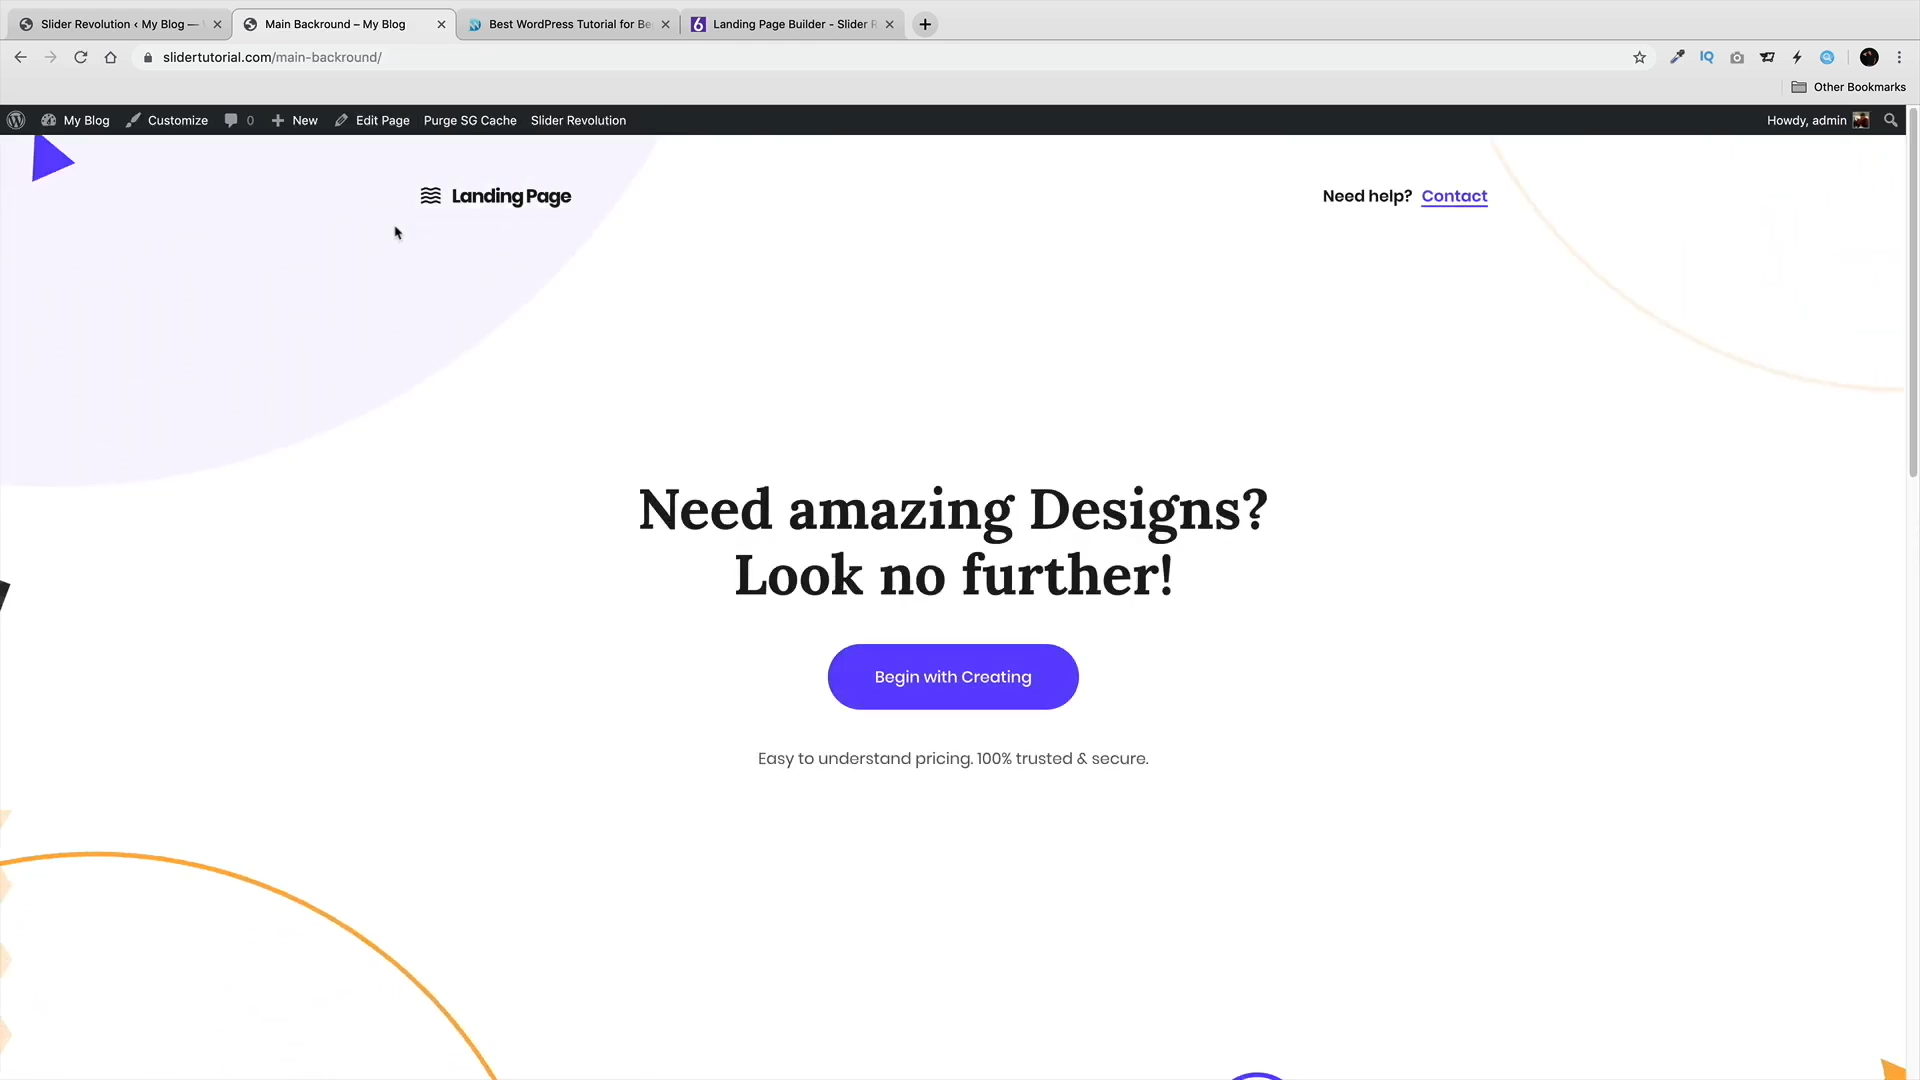 Slider Revolution ‹ My Blog —
Main Backround – My Blog
Best WordPress Tutorial for Be
Landing Page Builder - Slider R
slidertutorial.com/main-backround/
IQ
Other Bookmarks
My Blog Customize 0 New Edit Page Purge SG Cache Slider Revolution Howdy, admin
Landing Page
Need help? Contact
Need amazing Designs?
Look no further!
Begin with Creating
Easy to understand pricing. 100% trusted & secure.